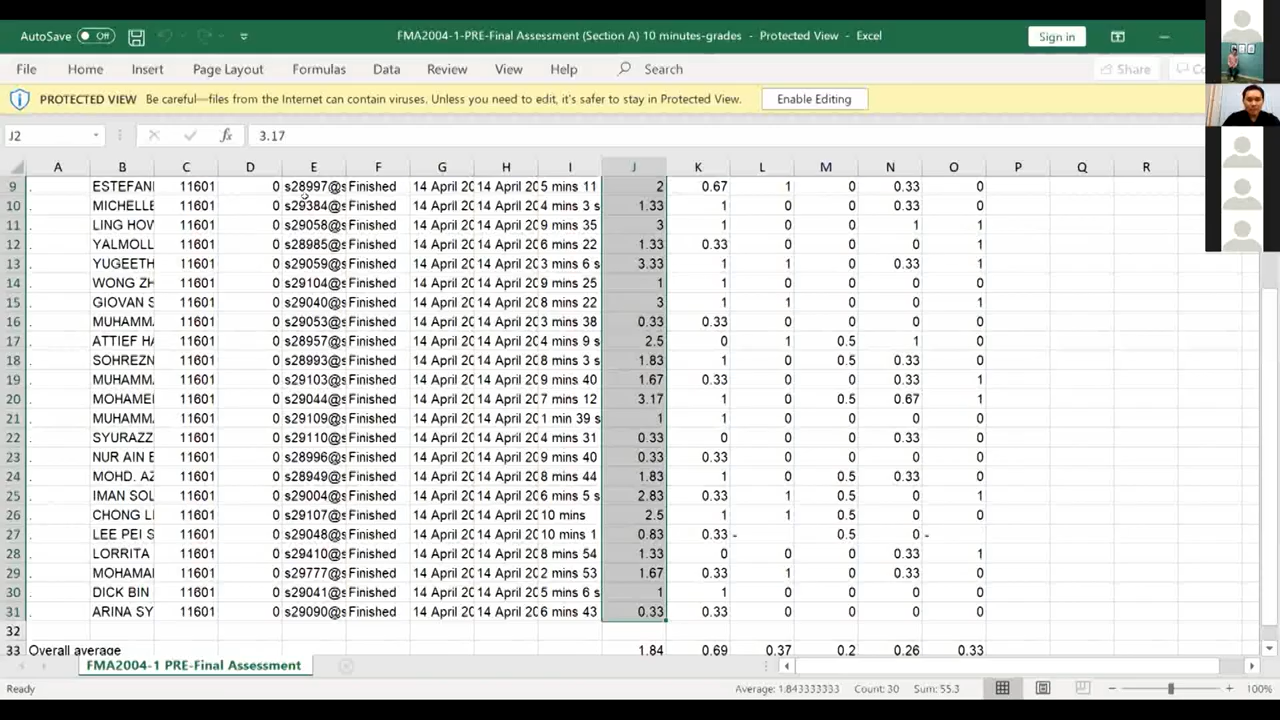 AutoSave Off FMA2004-1-PRE-Final Assessment (Section A) 10 minutes-grades - Protected View - Excel Sign in
File Home Insert Page Layout Formulas Data Review View Help Search Share Co
PROTECTED VIEW Be careful—files from the Internet can contain viruses. Unless you need to edit, it's safer to stay in Protected View. Enable Editing
J2 fx 3.17
A B C D E F G H I J K L M N O P Q R
9 . ESTEFANI 11601 0 s28997@s Finished 14 April 20 14 April 20 5 mins 11 2 0.67 1 0 0.33 0
10 . MICHELLE 11601 0 s29384@s Finished 14 April 20 14 April 20 4 mins 3 s 1.33 1 0 0 0.33 0
11 . LING HOW 11601 0 s29058@s Finished 14 April 20 14 April 20 9 mins 35 3 1 0 0 1 1
12 . YALMOLL 11601 0 s28985@s Finished 14 April 20 14 April 20 6 mins 22 1.33 0.33 0 0 0 1
13 . YUGEETH 11601 0 s29059@s Finished 14 April 20 14 April 20 3 mins 6 s 3.33 1 1 0 0.33 1
14 . WONG ZH 11601 0 s29104@s Finished 14 April 20 14 April 20 9 mins 25 1 1 0 0 0 0
15 . GIOVAN S 11601 0 s29040@s Finished 14 April 20 14 April 20 8 mins 22 3 1 1 0 0 1
16 . MUHAMMA 11601 0 s29053@s Finished 14 April 20 14 April 20 3 mins 38 0.33 0.33 0 0 0 0
17 . ATTIEF HA 11601 0 s28957@s Finished 14 April 20 14 April 20 4 mins 9 s 2.5 0 1 0.5 1 0
18 . SOHREZN 11601 0 s28993@s Finished 14 April 20 14 April 20 8 mins 3 s 1.83 1 0 0.5 0.33 0
19 . MUHAMMA 11601 0 s29103@s Finished 14 April 20 14 April 20 9 mins 40 1.67 0.33 0 0 0.33 1
20 . MOHAMEI 11601 0 s29044@s Finished 14 April 20 14 April 20 7 mins 12 3.17 1 0 0.5 0.67 1
21 . MUHAMMA 11601 0 s29109@s Finished 14 April 20 14 April 20 1 min 39 s 1 1 0 0 0 0
22 . SYURAZZ 11601 0 s29110@s Finished 14 April 20 14 April 20 4 mins 31 0.33 0 0 0 0.33 0
23 . NUR AIN E 11601 0 s28996@s Finished 14 April 20 14 April 20 9 mins 40 0.33 0.33 0 0 0 0
24 . MOHD. AZ 11601 0 s28949@s Finished 14 April 20 14 April 20 8 mins 44 1.83 1 0 0.5 0.33 0
25 . IMAN SOL 11601 0 s29004@s Finished 14 April 20 14 April 20 6 mins 5 s 2.83 0.33 1 0.5 0 1
26 . CHONG LI 11601 0 s29107@s Finished 14 April 20 14 April 20 10 mins 2.5 1 1 0.5 0 0
27 . LEE PEI S 11601 0 s29048@s Finished 14 April 20 14 April 20 10 mins 1 0.83 0.33 - 0.5 0 -
28 . LORRITA 11601 0 s29410@s Finished 14 April 20 14 April 20 8 mins 54 1.33 0 0 0 0.33 1
29 . MOHAMAI 11601 0 s29777@s Finished 14 April 20 14 April 20 2 mins 53 1.67 0.33 1 0 0.33 0
30 . DICK BIN 11601 0 s29041@s Finished 14 April 20 14 April 20 5 mins 6 s 1 1 0 0 0 0
31 . ARINA SY 11601 0 s29090@s Finished 14 April 20 14 April 20 6 mins 43 0.33 0.33 0 0 0 0
32
33 Overall average 1.84 0.69 0.37 0.2 0.26 0.33
FMA2004-1 PRE-Final Assessment
Ready Average: 1.843333333 Count: 30 Sum: 55.3 100%